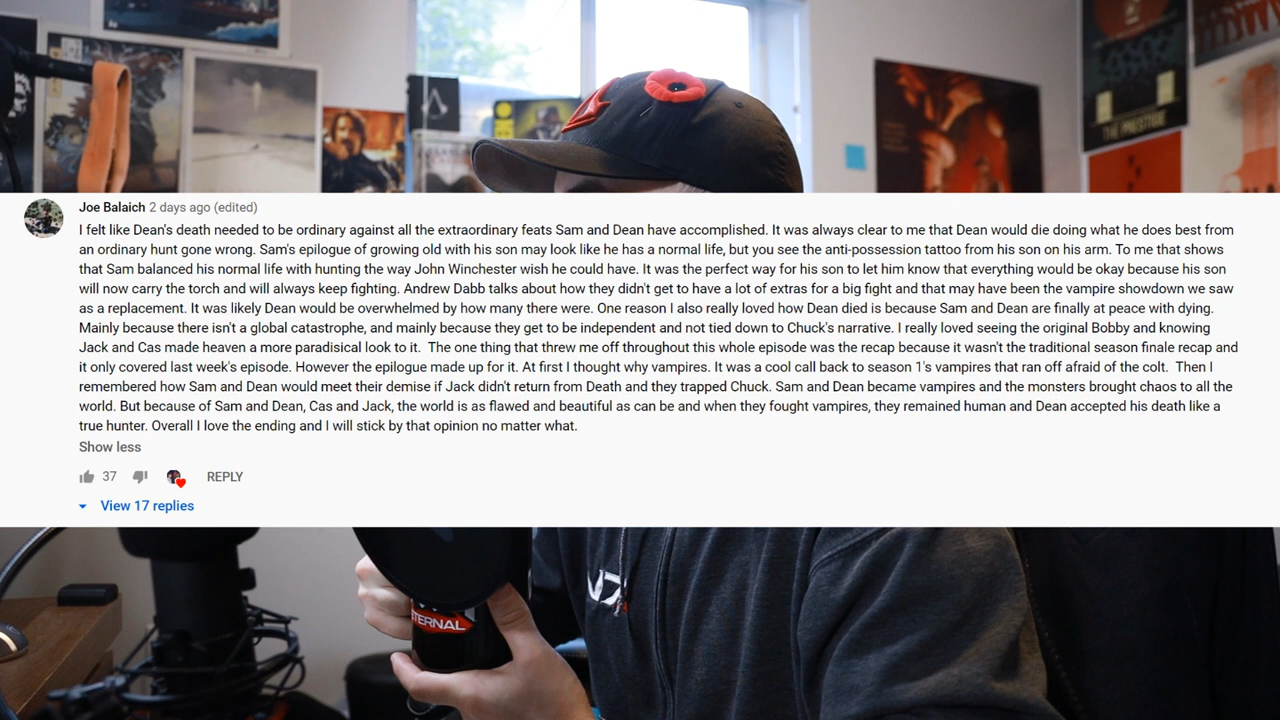 THE PRESTIGE
Joe Balaich 2 days ago (edited)
I felt like Dean's death needed to be ordinary against all the extraordinary feats Sam and Dean have accomplished. It was always clear to me that Dean would die doing what he does best from
an ordinary hunt gone wrong. Sam's epilogue of growing old with his son may look like he has a normal life, but you see the anti-possession tattoo from his son on his arm. To me that shows
that Sam balanced his normal life with hunting the way John Winchester wish he could have. It was the perfect way for his son to let him know that everything would be okay because his son
will now carry the torch and will always keep fighting. Andrew Dabb talks about how they didn't get to have a lot of extras for a big fight and that may have been the vampire showdown we saw
as a replacement. It was likely Dean would be overwhelmed by how many there were. One reason I also really loved how Dean died is because Sam and Dean are finally at peace with dying.
Mainly because there isn't a global catastrophe, and mainly because they get to be independent and not tied down to Chuck's narrative. I really loved seeing the original Bobby and knowing
Jack and Cas made heaven a more paradisical look to it.  The one thing that threw me off throughout this whole episode was the recap because it wasn't the traditional season finale recap and
it only covered last week's episode. However the epilogue made up for it. At first I thought why vampires. It was a cool call back to season 1's vampires that ran off afraid of the colt.  Then I
remembered how Sam and Dean would meet their demise if Jack didn't return from Death and they trapped Chuck. Sam and Dean became vampires and the monsters brought chaos to all the
world. But because of Sam and Dean, Cas and Jack, the world is as flawed and beautiful as can be and when they fought vampires, they remained human and Dean accepted his death like a
true hunter. Overall I love the ending and I will stick by that opinion no matter what.
Show less
37 REPLY
View 17 replies
N7
ETERNAL